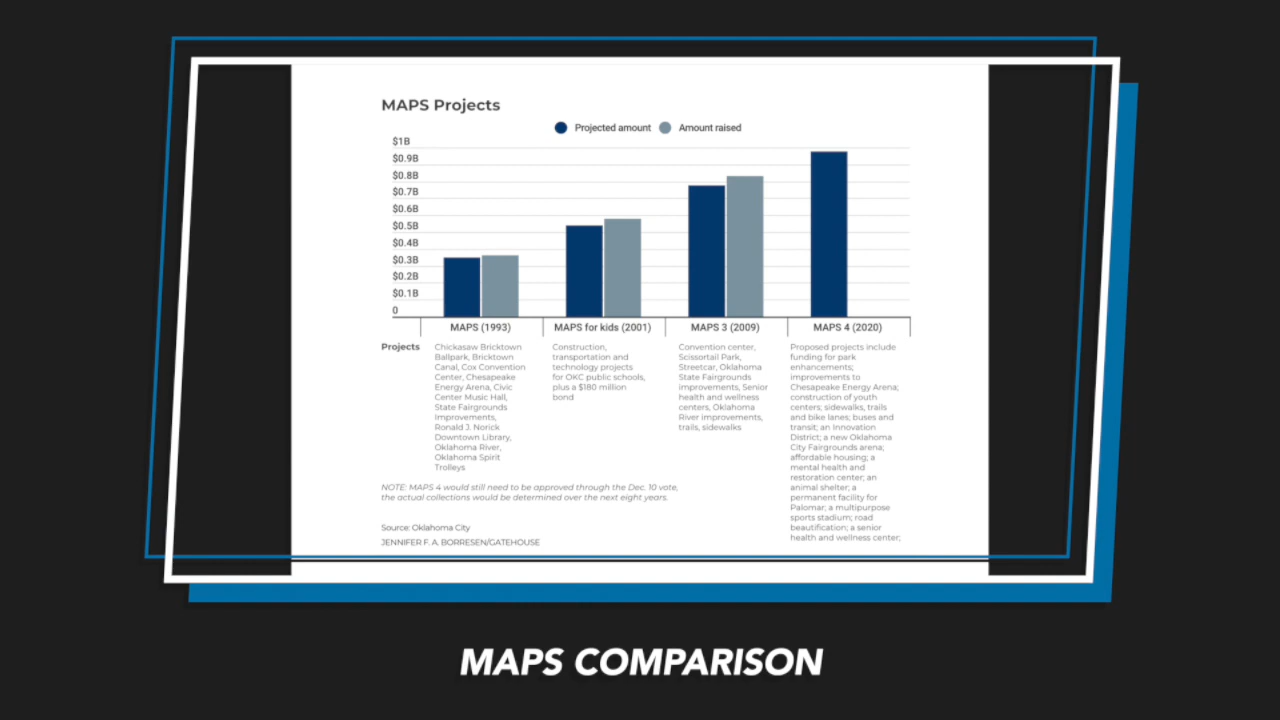 MAPS Projects
Projected amount
Amount raised
$1B
$0.9B
$0.8B
$0.7B
$0.6B
$0.5B
$0.4B
$0.3B
$0.2B
$0.1B
0
MAPS (1993)
MAPS for kids (2001)
MAPS 3 (2009)
MAPS 4 (2020)
Projects
Chickasaw Bricktown
Ballpark, Bricktown
Canal, Cox Convention
Center, Chesapeake
Energy Arena, Civic
Center Music Hall,
State Fairgrounds
Improvements,
Ronald J. Norick
Downtown Library,
Oklahoma River,
Oklahoma Spirit
Trolleys
Construction,
transportation and
technology projects
for OKC public schools,
plus a $180 million
bond
Convention center,
Scissortail Park,
Streetcar, Oklahoma
State Fairgrounds
improvements, Senior
health and wellness
centers, Oklahoma
River improvements,
trails, sidewalks
Proposed projects include
funding for park
enhancements;
improvements to
Chesapeake Energy Arena;
construction of youth
centers; sidewalks, trails
and bike lanes; buses and
transit; an Innovation
District; a new Oklahoma
City Fairgrounds arena;
affordable housing; a
mental health and
restoration center; an
animal shelter; a
permanent facility for
Palomar; a multipurpose
sports stadium; road
beautification; a senior
health and wellness center;
NOTE: MAPS 4 would still need to be approved through the Dec. 10 vote,
the actual collections would be determined over the next eight years.
Source: Oklahoma City
JENNIFER F. A. BORRESEN/GATEHOUSE
MAPS COMPARISON